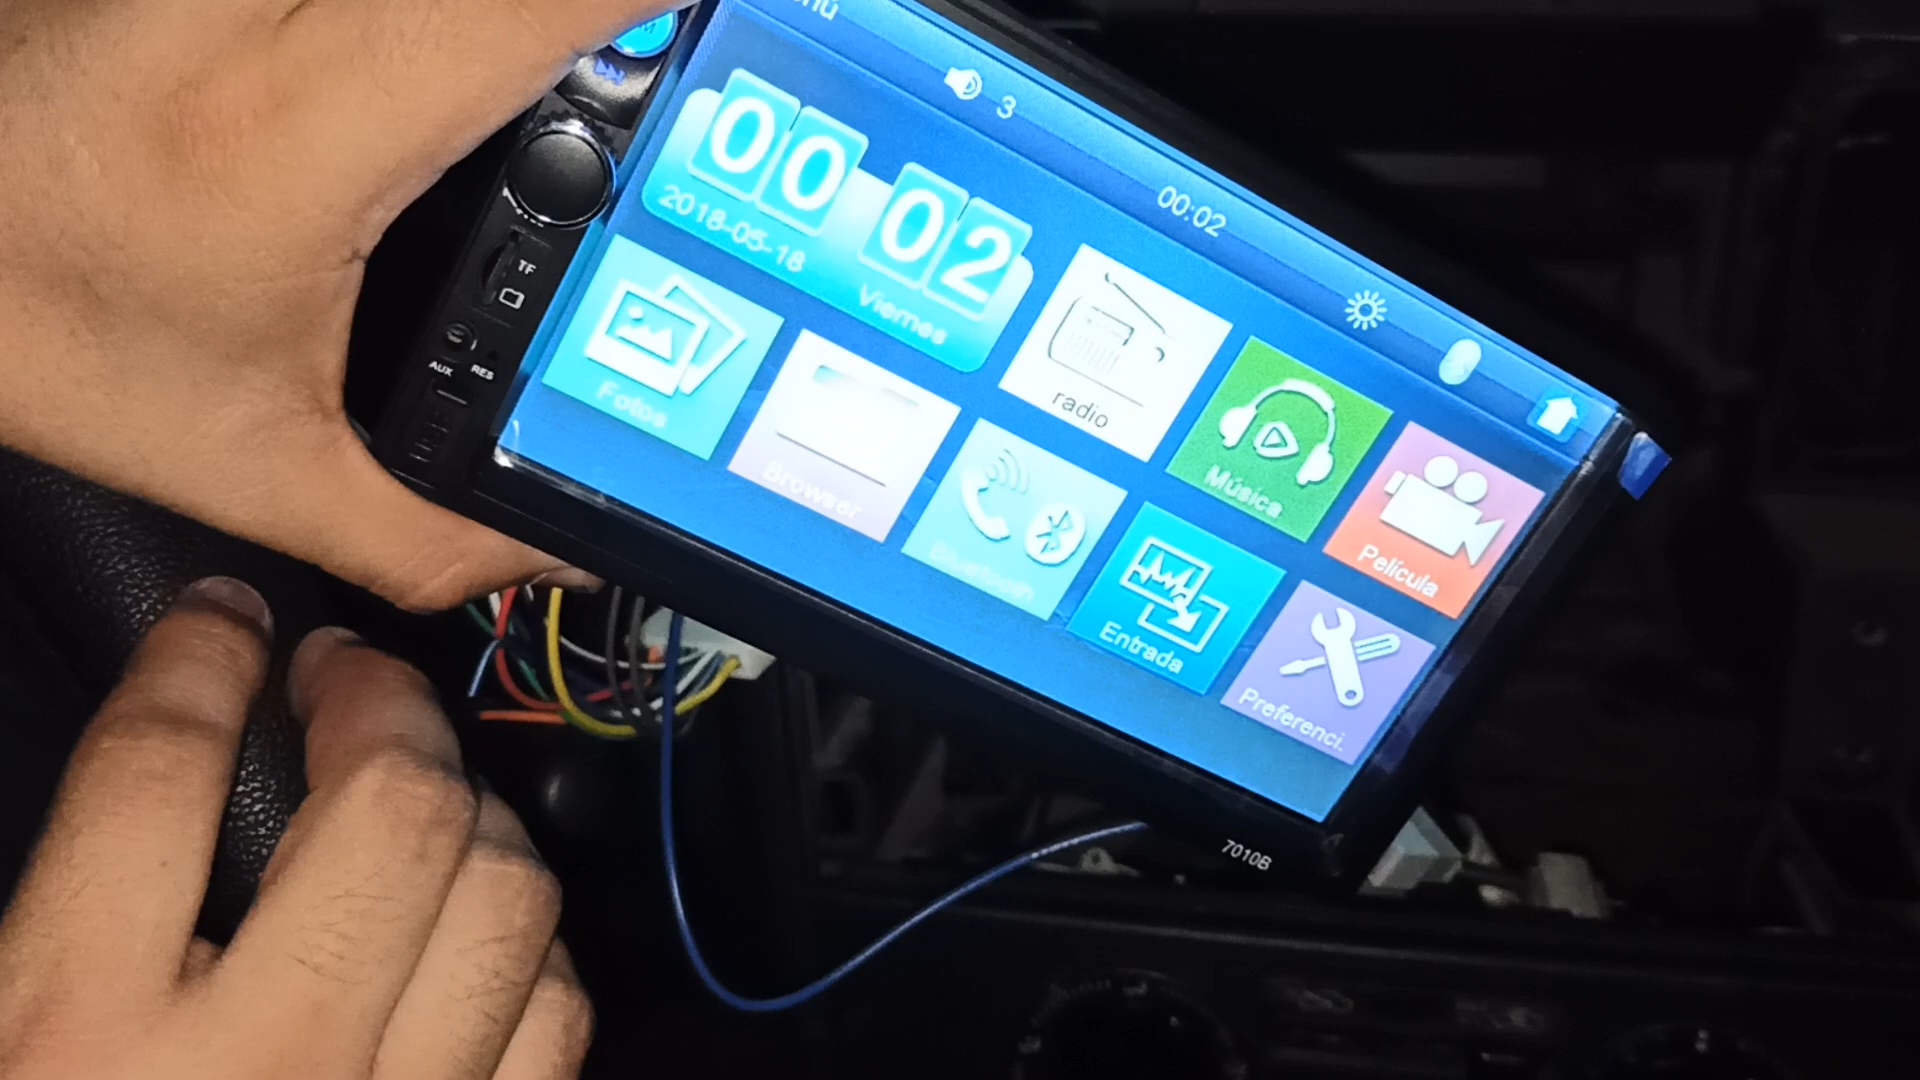 3
00:02
00 02
2018-05-18
Viernes
radio
Música
Película
Fotos
Browser
Bluetooth
Entrada
Preferenci.
TF
AUX
RES
7010B